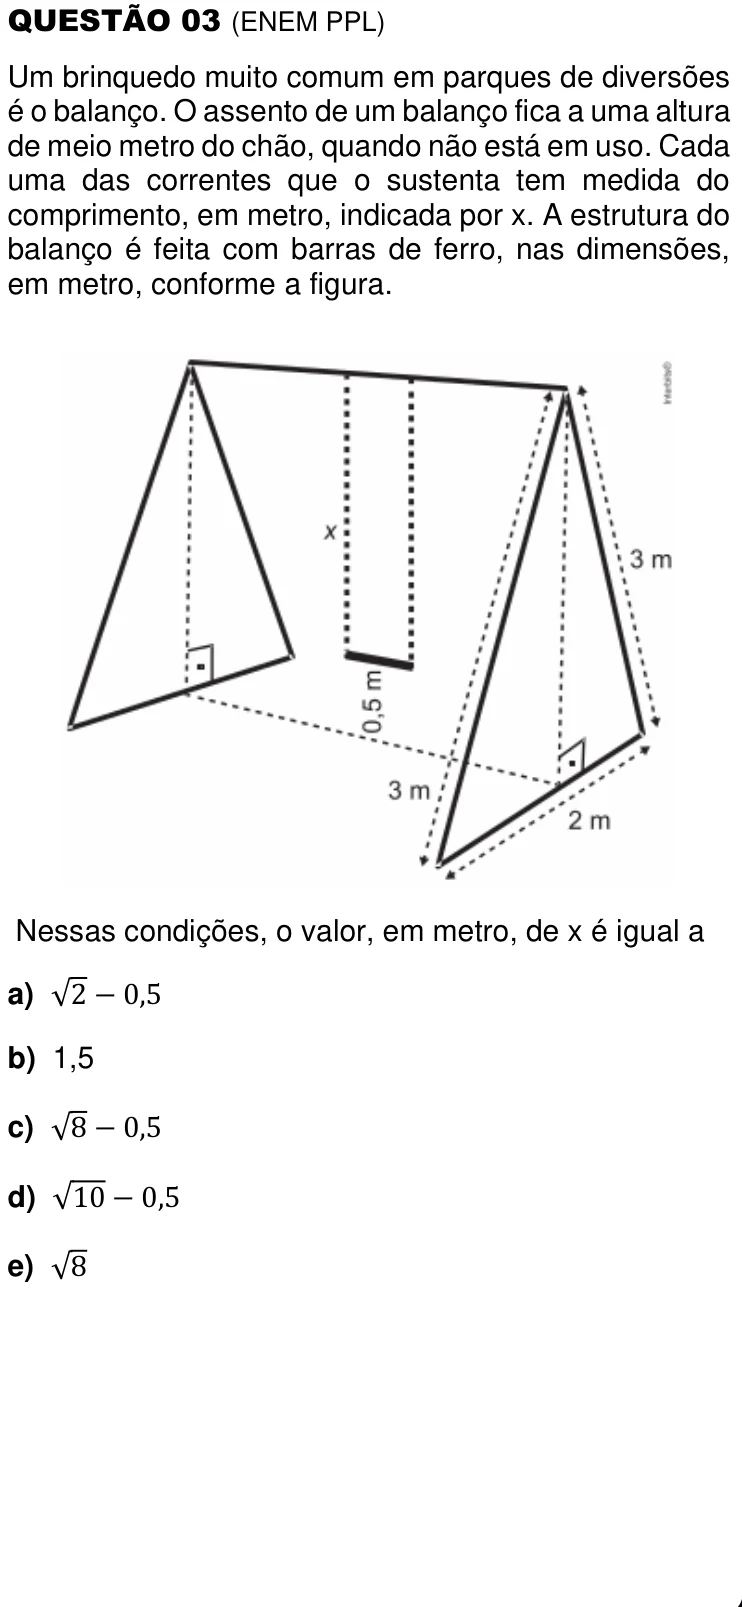 QUESTÃO 03 (ENEM PPL)
Um brinquedo muito comum em parques de diversões
é o balanço. O assento de um balanço fica a uma altura
de meio metro do chão, quando não está em uso. Cada
uma das correntes que o sustenta tem medida do
comprimento, em metro, indicada por x. A estrutura do
balanço é feita com barras de ferro, nas dimensões,
em metro, conforme a figura.
Interbits©
x
3 m
0,5 m
3 m
2 m
Nessas condições, o valor, em metro, de x é igual a
a) √2 − 0,5
b) 1,5
c) √8 − 0,5
d) √10 − 0,5
e) √8